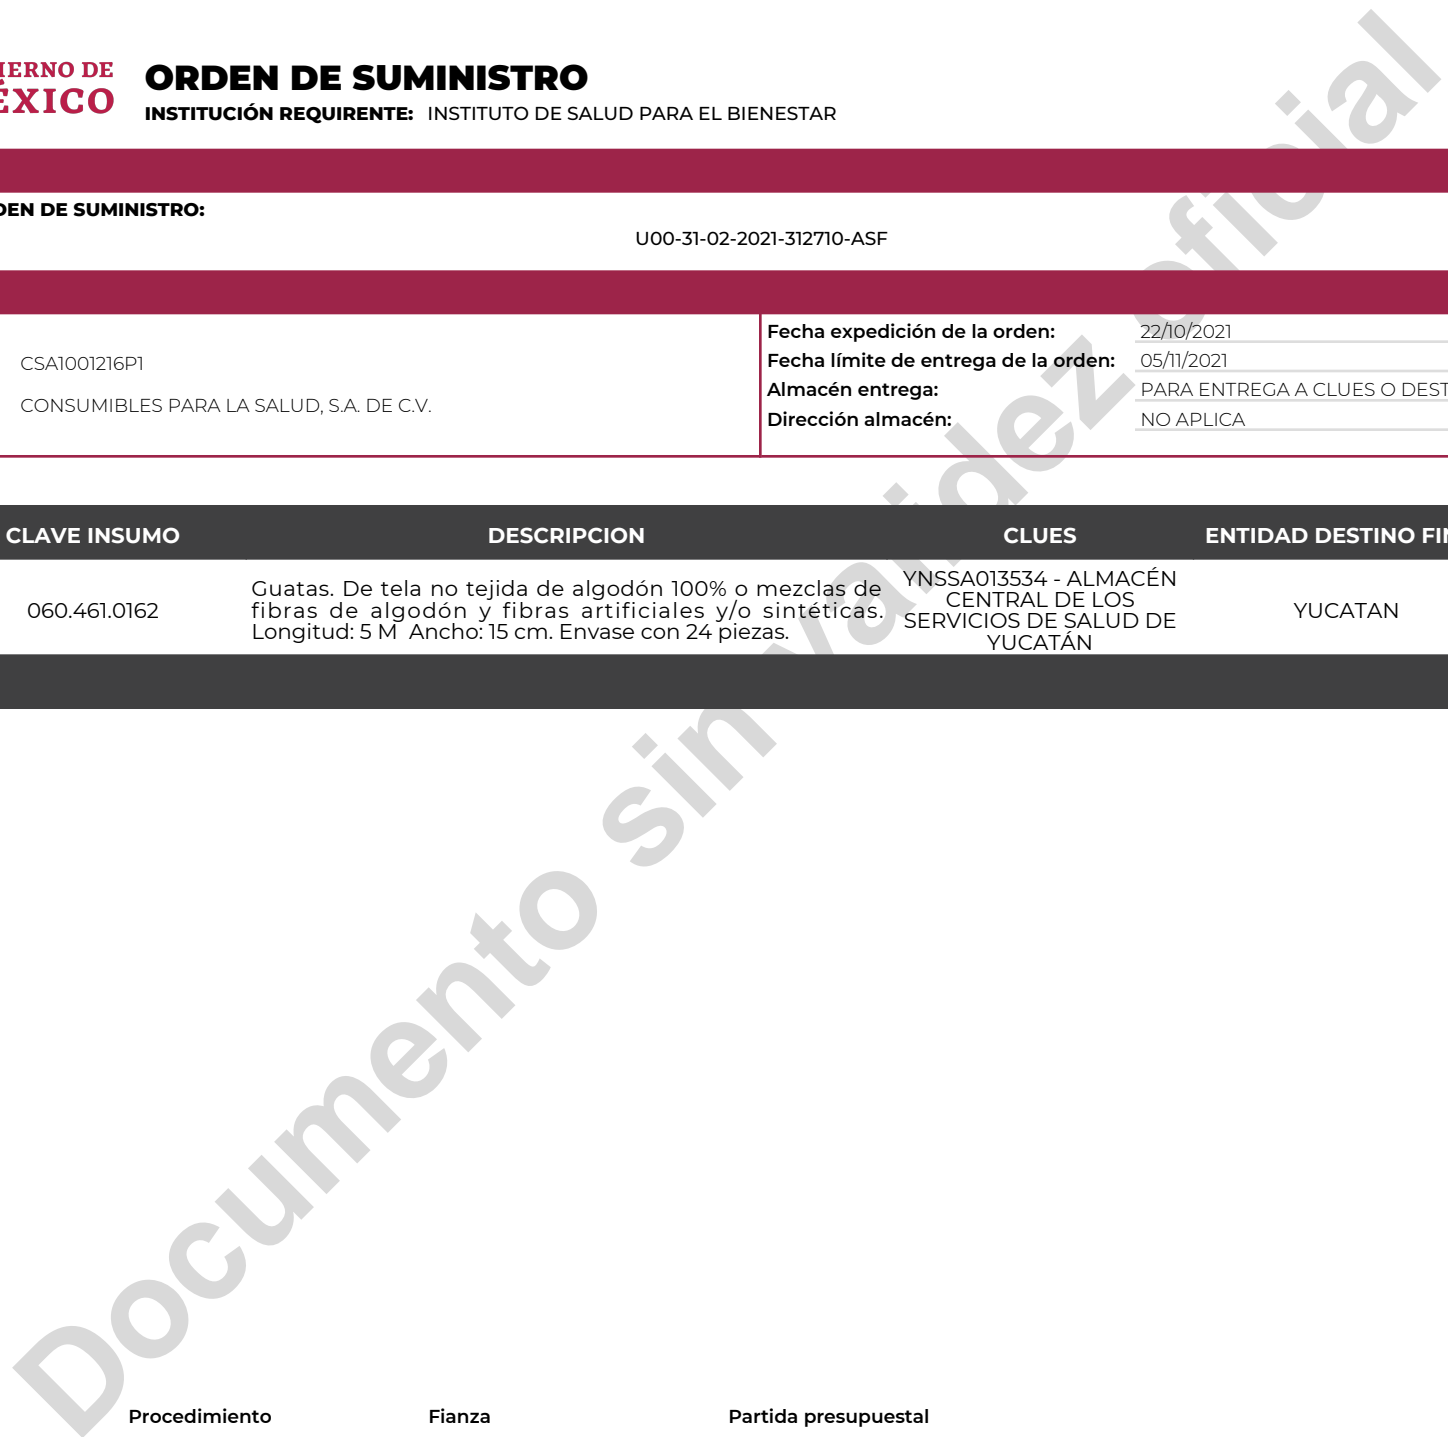 IERNO DE
ÉXICO
ORDEN DE SUMINISTRO
INSTITUCIÓN REQUIRENTE: INSTITUTO DE SALUD PARA EL BIENESTAR
DEN DE SUMINISTRO:
U00-31-02-2021-312710-ASF
CSA1001216P1
CONSUMIBLES PARA LA SALUD, S.A. DE C.V.
Fecha expedición de la orden: 22/10/2021
Fecha límite de entrega de la orden: 05/11/2021
Almacén entrega: PARA ENTREGA A CLUES O DEST
Dirección almacén: NO APLICA
CLAVE INSUMO DESCRIPCION CLUES ENTIDAD DESTINO FIN
060.461.0162
Guatas. De tela no tejida de algodón 100% o mezclas de
fibras de algodón y fibras artificiales y/o sintéticas.
Longitud: 5 M Ancho: 15 cm. Envase con 24 piezas.
YNSSA013534 - ALMACÉN
CENTRAL DE LOS
SERVICIOS DE SALUD DE
YUCATÁN
YUCATAN
Documento sin validez oficial
Procedimiento Fianza Partida presupuestal